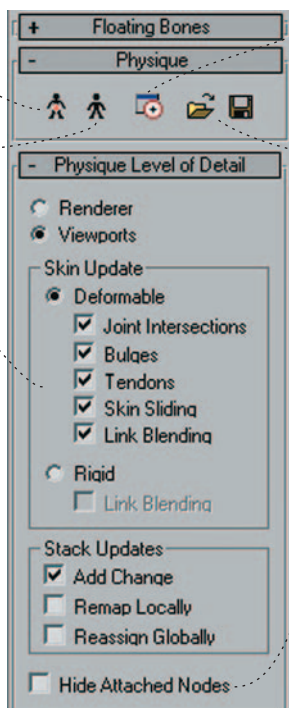 + Floating Bones
- Physique
- Physique Level of Detail
Renderer
Viewports
Skin Update
Deformable
Joint Intersections
Bulges
Tendons
Skin Sliding
Link Blending
Rigid
Link Blending
Stack Updates
Add Change
Remap Locally
Reassign Globally
Hide Attached Nodes